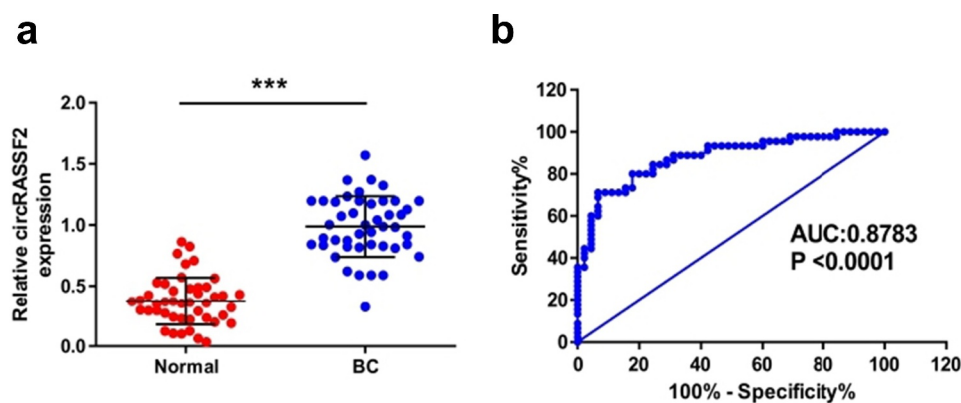 a
***
Relative circRASSF2
expression
2.0
1.5
1.0
0.5
0.0
Normal
BC
b
Sensitivity%
120
100
80
60
40
20
0
AUC:0.8783
P <0.0001
0
20
40
60
80
100
120
100% - Specificity%